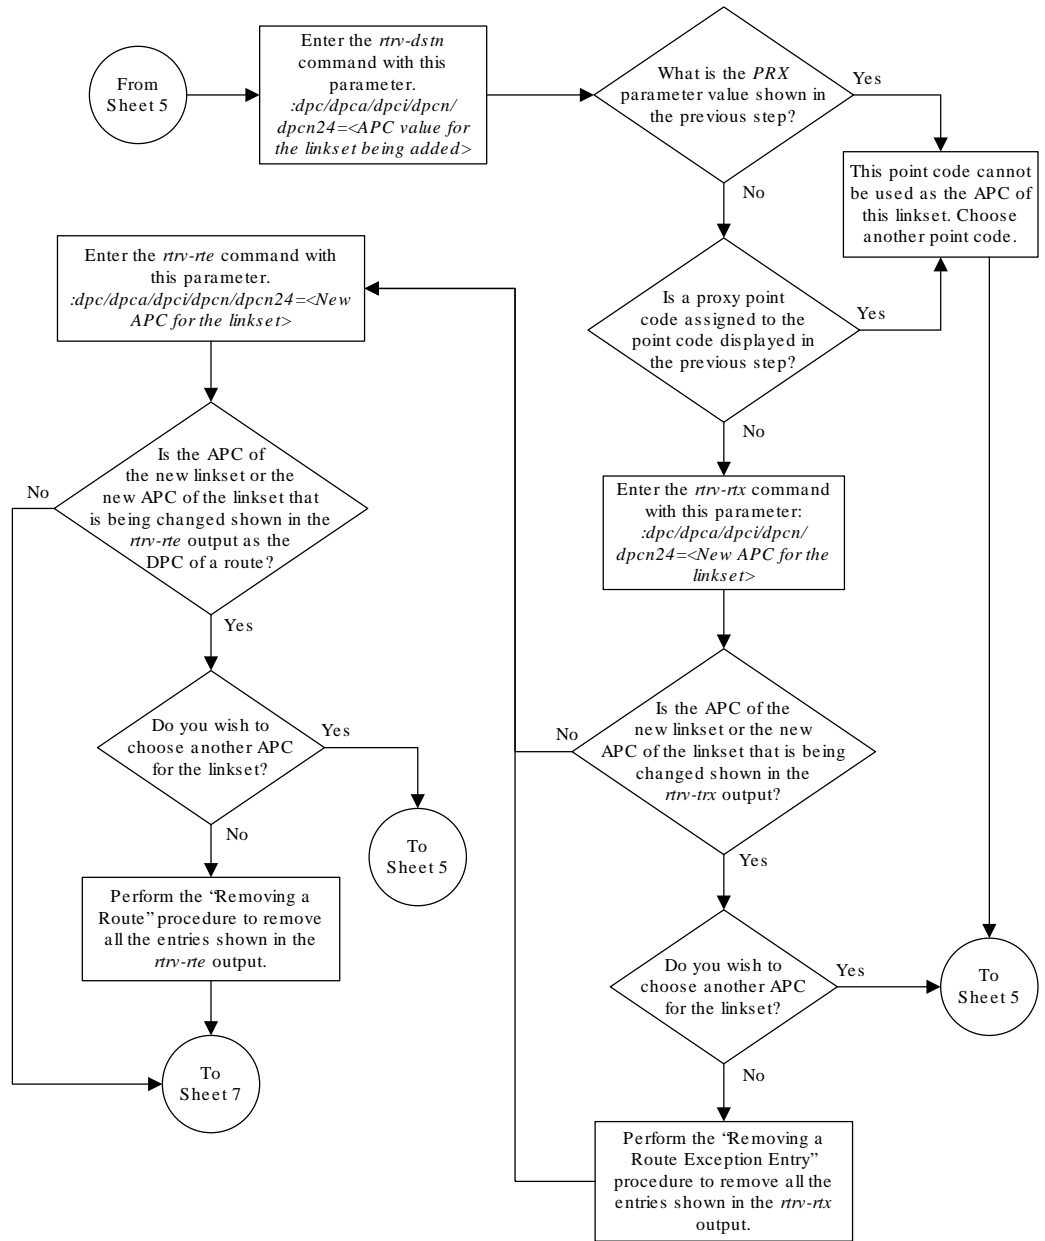 From
Sheet 5
Enter the rtrv-dstn
command with this
parameter.
:dpc/dpca/dpci/dpcn/
dpcn24=<APC value for
the linkset being added>
What is the PRX
parameter value shown in
the previous step?
Yes
No
This point code cannot
be used as the APC of
this linkset. Choose
another point code.
Is a proxy point
code assigned to the
point code displayed in
the previous step?
Yes
No
Enter the rtrv-rtx command
with this parameter:
:dpc/dpca/dpci/dpcn/
dpcn24=<New APC for the
linkset>
Is the APC of the
new linkset or the new
APC of the linkset that is being
changed shown in the
rtrv-trx output?
No
Yes
Do you wish to
choose another APC
for the linkset?
Yes
To
Sheet 5
No
Perform the “Removing a
Route Exception Entry”
procedure to remove all the
entries shown in the rtrv-rtx
output.
Enter the rtrv-rte command with
this parameter.
:dpc/dpca/dpci/dpcn/dpcn24=<New
APC for the linkset>
Is the APC of
the new linkset or the
new APC of the linkset that
is being changed shown in the
rtrv-rte output as the
DPC of a route?
No
Yes
Do you wish to
choose another APC
for the linkset?
Yes
To
Sheet 5
No
Perform the “Removing a
Route” procedure to remove
all the entries shown in the
rtrv-rte output.
To
Sheet 7